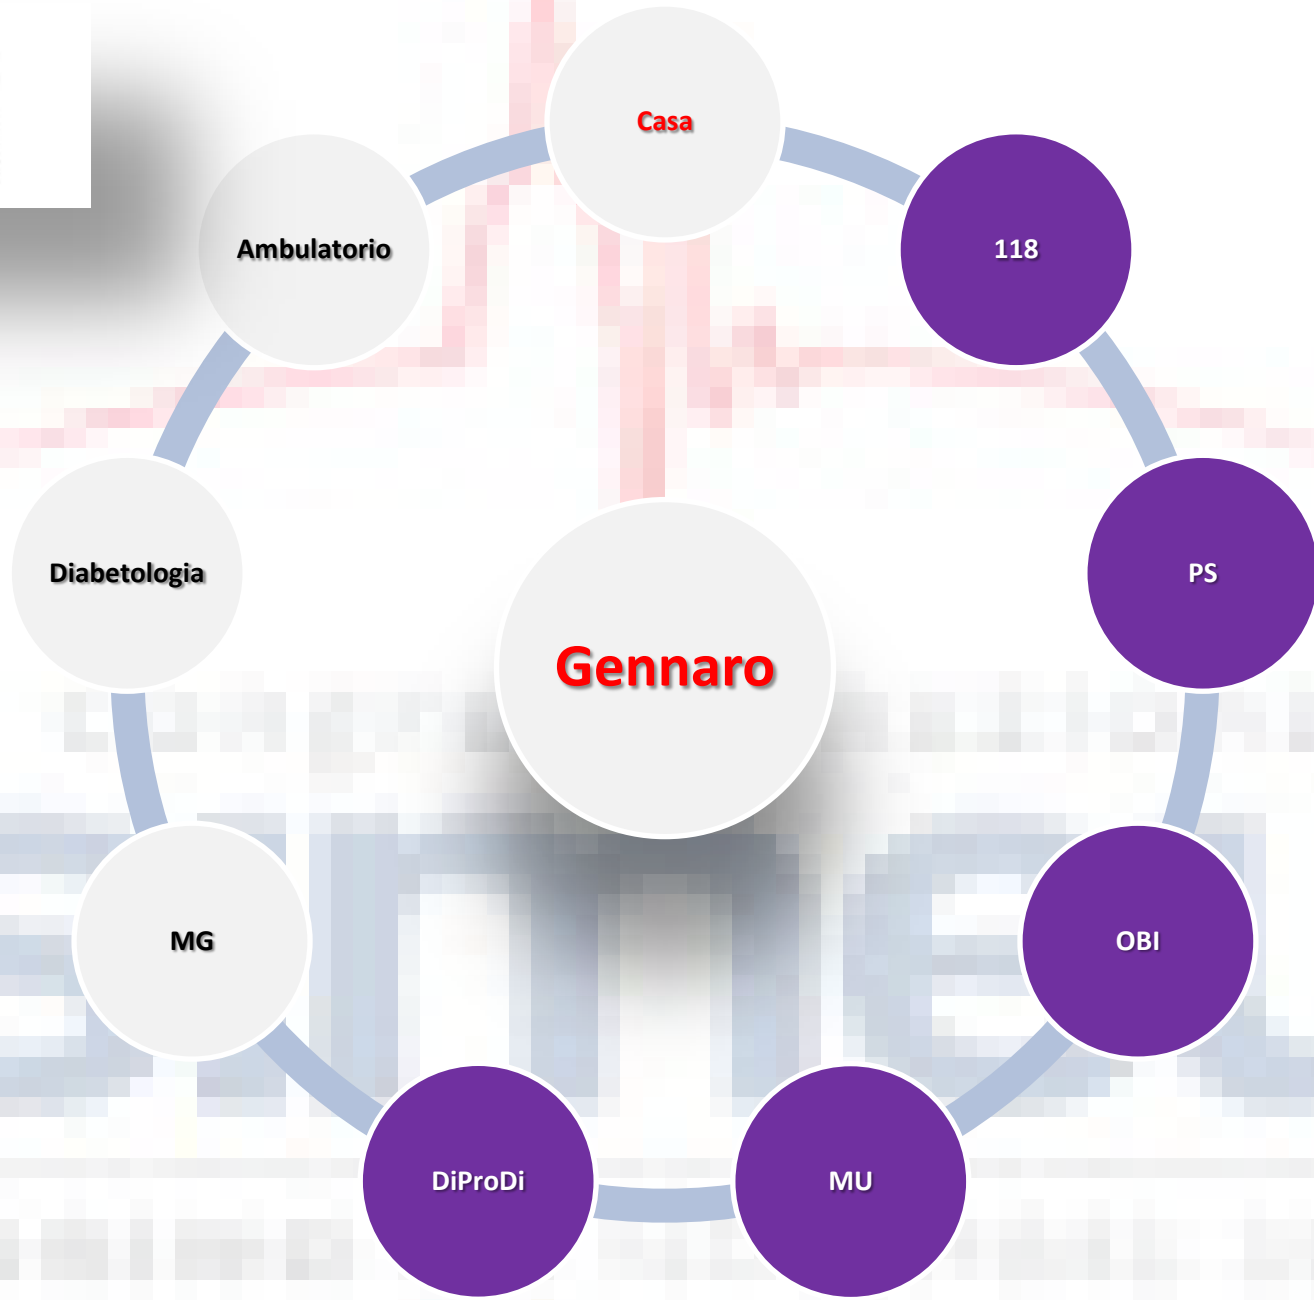 Casa
118
PS
OBI
MU
DiProDi
MG
Diabetologia
Ambulatorio
Gennaro